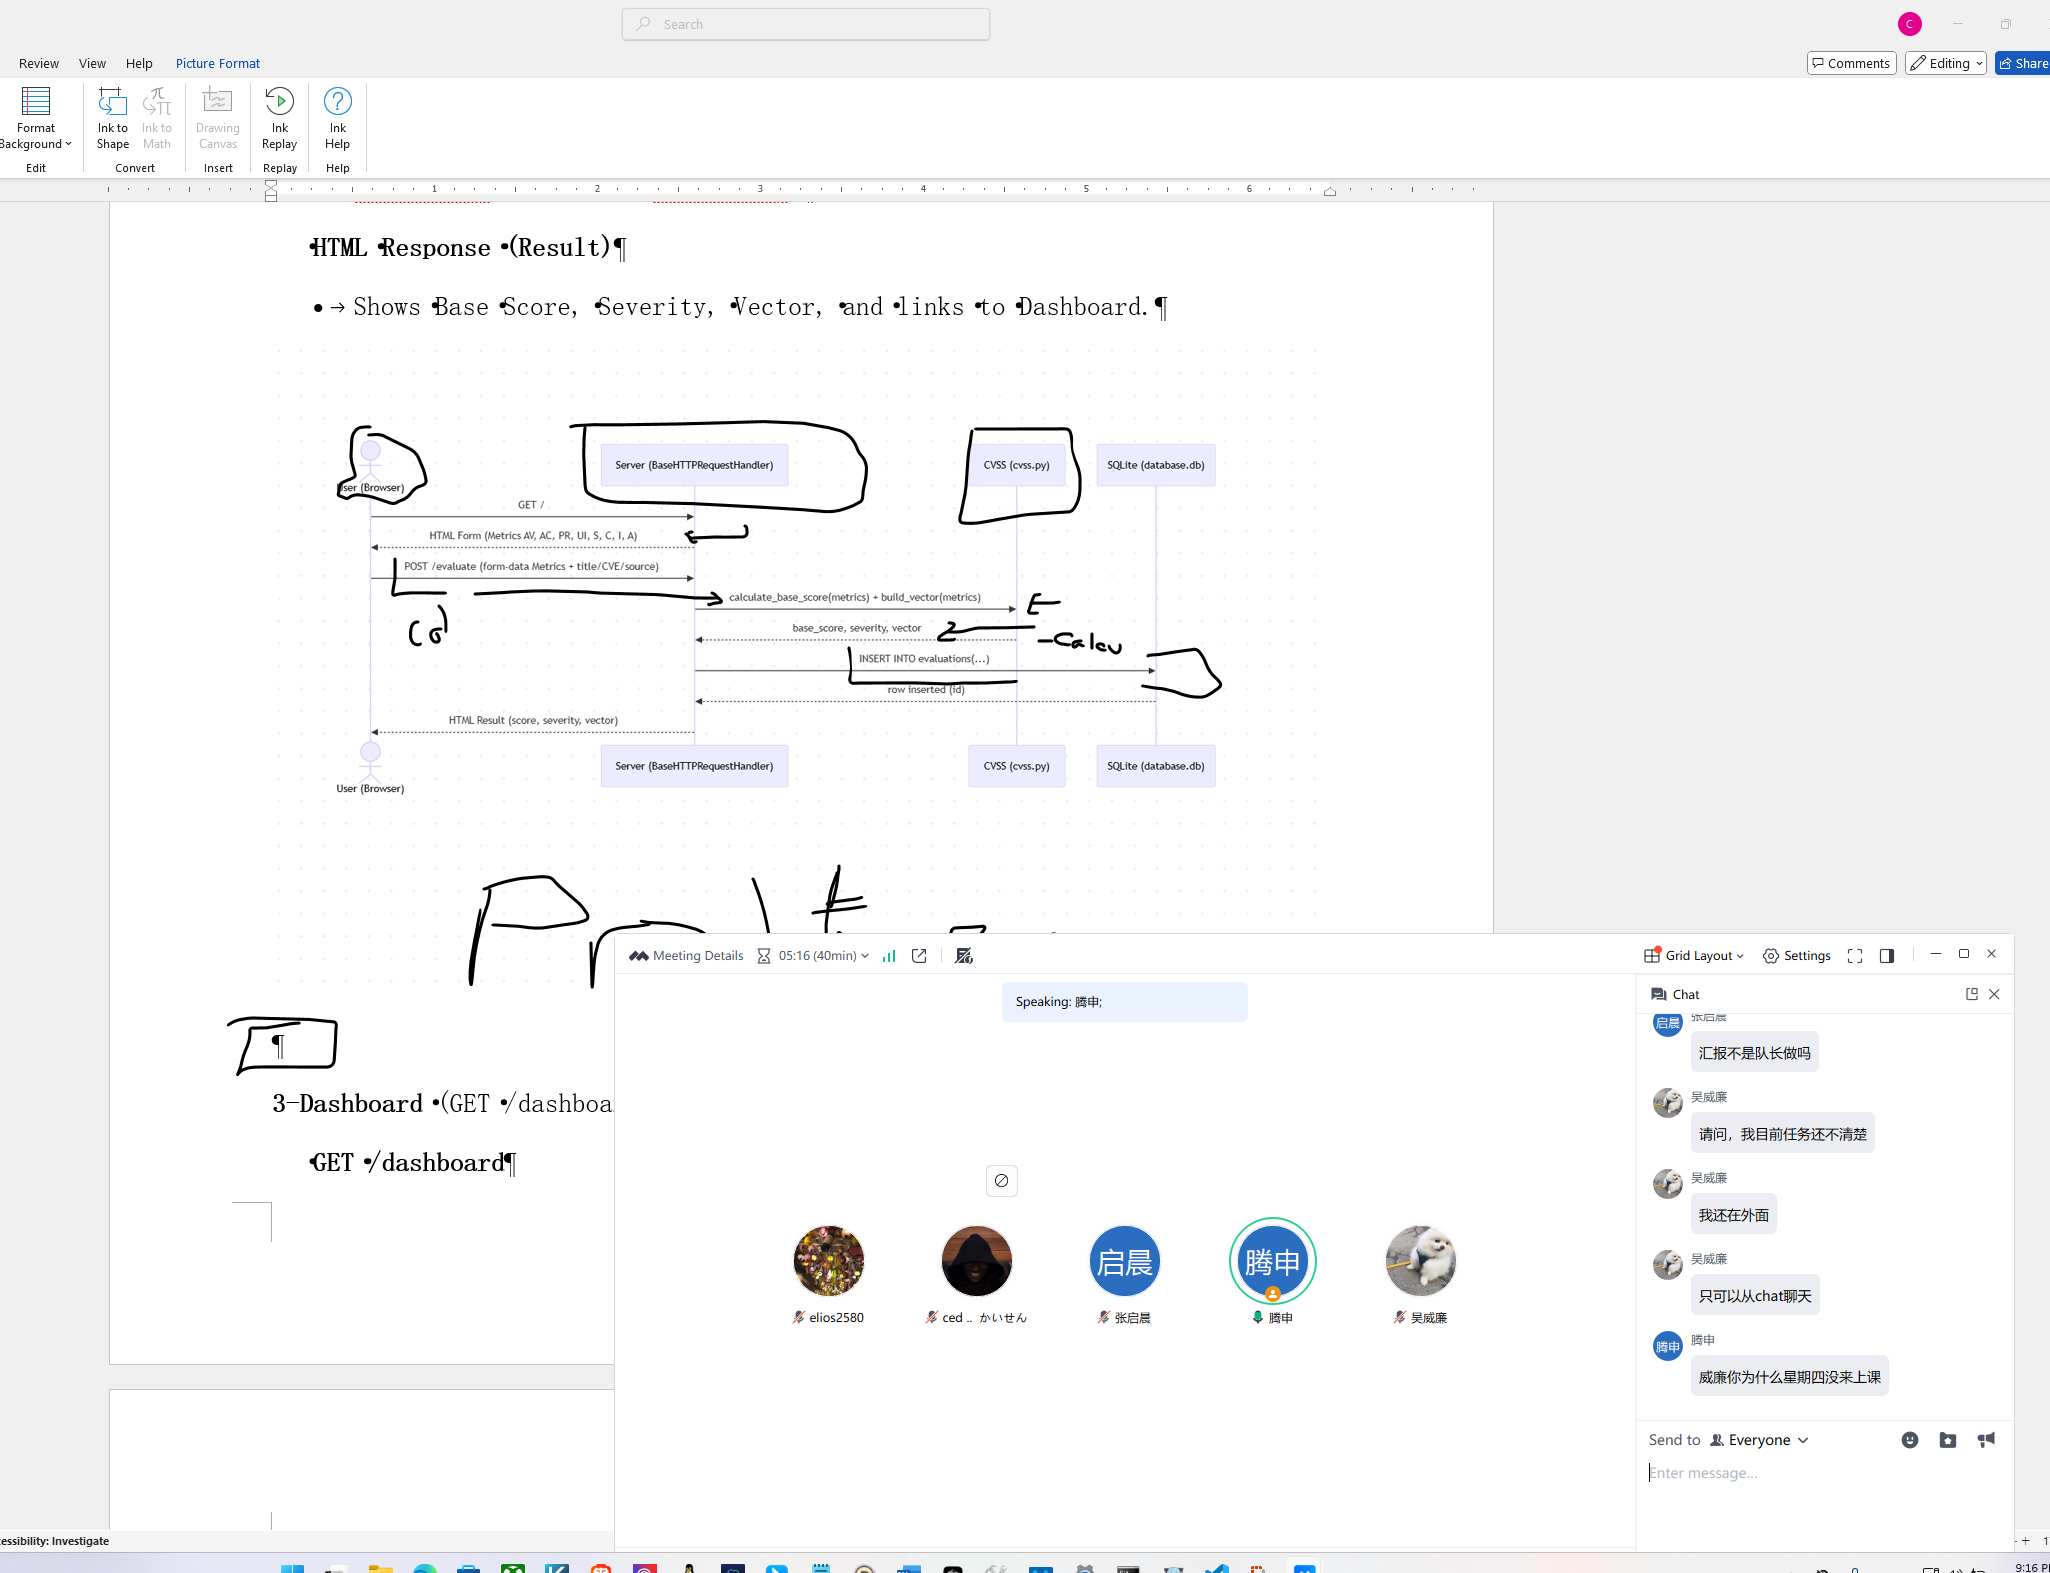 Search
C
Review View Help Picture Format
Comments Editing Share
Format Background
Ink to Shape
Ink to Math
Drawing Canvas
Ink Replay
Ink Help
Edit Convert Insert Replay Help
1 2 3 4 5 6
HTML Response (Result)¶
• → Shows Base Score, Severity, Vector, and links to Dashboard.¶
Server (BaseHTTPRequestHandler) CVSS (cvss.py) SQLite (database.db)
User (Browser)
GET /
HTML Form (Metrics AV, AC, PR, UI, S, C, I, A)
POST /evaluate (form-data Metrics + title/CVE/source)
calculate_base_score(metrics) + build_vector(metrics)
base_score, severity, vector
-Calcu
INSERT INTO evaluations(...)
row inserted (id)
HTML Result (score, severity, vector)
Server (BaseHTTPRequestHandler) CVSS (cvss.py) SQLite (database.db)
User (Browser)
¶
3-Dashboard (GET /dashboa
GET /dashboard¶
Meeting Details 05:16 (40min)
Grid Layout Settings
Speaking: 腾申;
启晨 腾申
elios2580 ced .. かいせん 张启晨 腾申 吴威廉
Chat
启晨 张启晨
汇报不是队长做吗
吴威廉
请问，我目前任务还不清楚
吴威廉
我还在外面
吴威廉
只可以从chat聊天
腾申 腾申
威廉你为什么星期四没来上课
Send to Everyone
Enter message...
essibility: Investigate
9:16 P